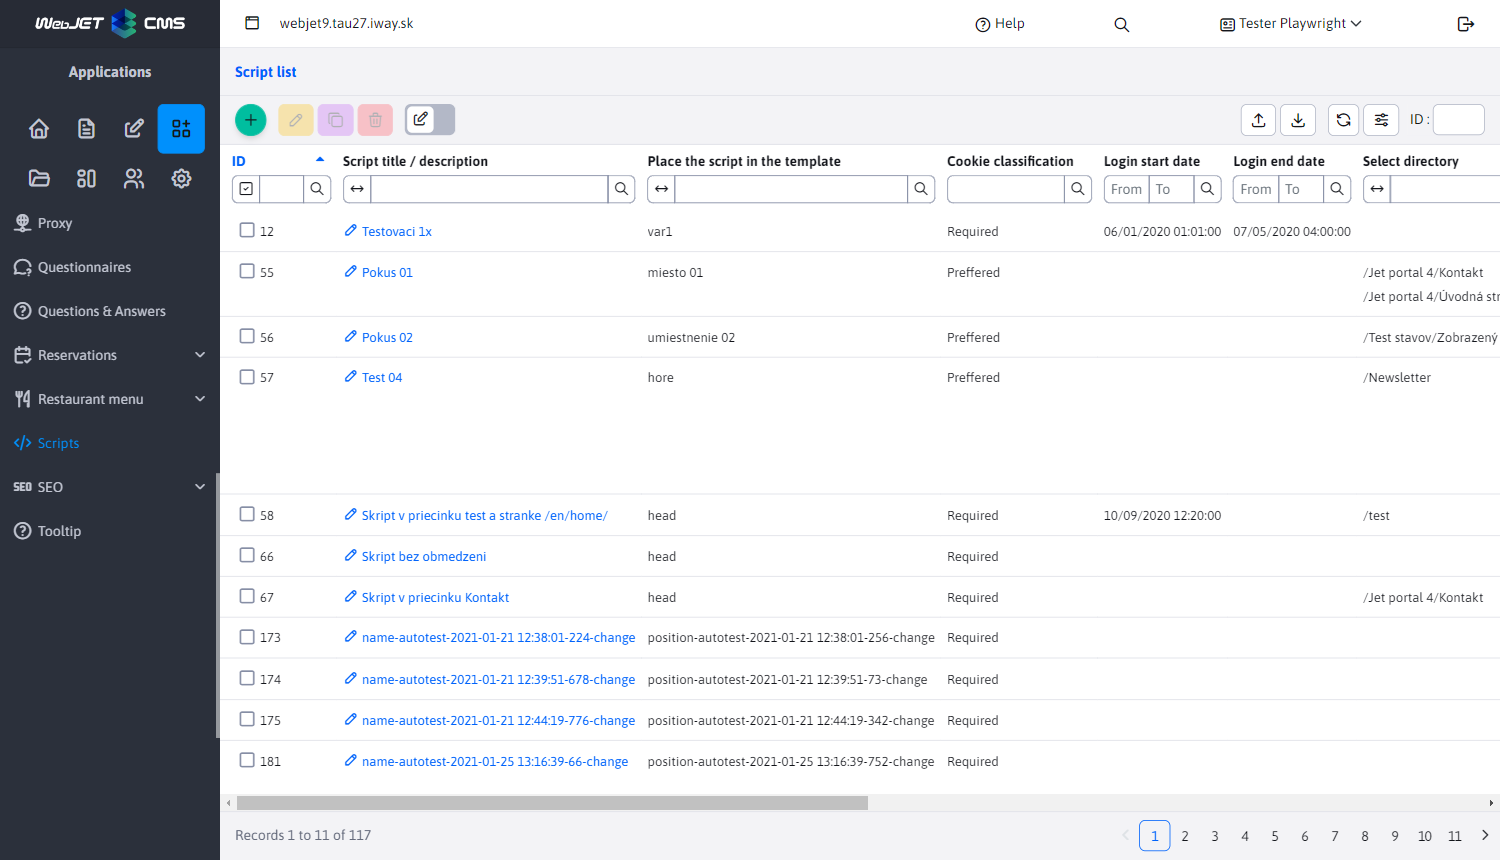 WebJET CMS
webjet9.tau27.iway.sk
Help
Tester Playwright
Applications
Proxy
Questionnaires
Questions & Answers
Reservations
Restaurant menu
Scripts
SEO SEO
Tooltip
Script list
ID :
ID Script title / description Place the script in the template Cookie classification Login start date Login end date Select directory
From To From To
12 Testovaci 1x var1 Required 06/01/2020 01:01:00 07/05/2020 04:00:00
55 Pokus 01 miesto 01 Preffered /Jet portal 4/Kontakt
/Jet portal 4/Úvodná str
56 Pokus 02 umiestnenie 02 Preffered /Test stavov/Zobrazený
57 Test 04 hore Preffered /Newsletter
58 Skript v priecinku test a stranke /en/home/ head Required 10/09/2020 12:20:00 /test
66 Skript bez obmedzeni head Required
67 Skript v priecinku Kontakt head Required /Jet portal 4/Kontakt
173 name-autotest-2021-01-21 12:38:01-224-change position-autotest-2021-01-21 12:38:01-256-change Required
174 name-autotest-2021-01-21 12:39:51-678-change position-autotest-2021-01-21 12:39:51-73-change Required
175 name-autotest-2021-01-21 12:44:19-776-change position-autotest-2021-01-21 12:44:19-342-change Required
181 name-autotest-2021-01-25 13:16:39-66-change position-autotest-2021-01-25 13:16:39-752-change Required
Records 1 to 11 of 117
1 2 3 4 5 6 7 8 9 10 11